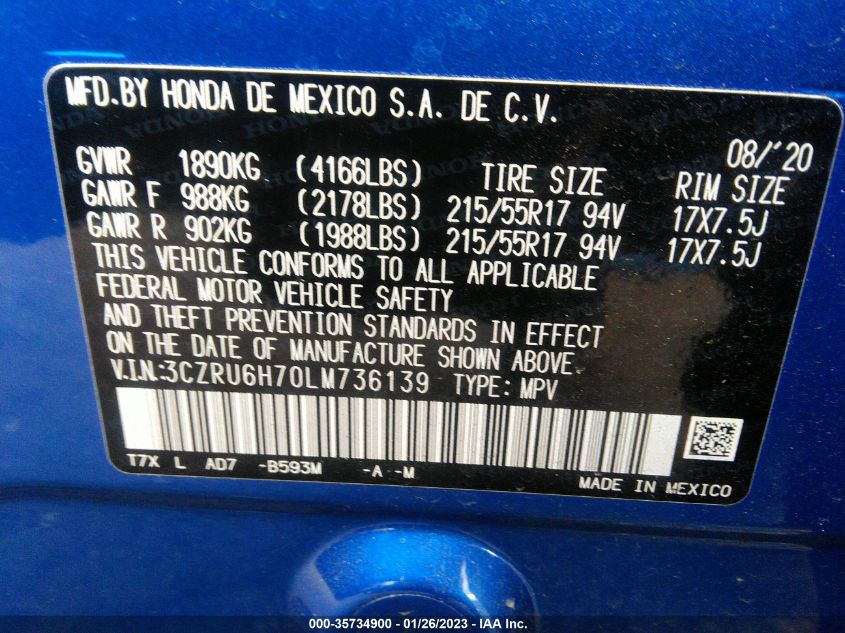 MFD.BY HONDA DE MEXICO S.A. DE C.V.
08/'20
GVWR 1890KG (4166LBS) TIRE SIZE RIM SIZE
GAWR F 988KG (2178LBS) 215/55R17 94V 17X7.5J
GAWR R 902KG (1988LBS) 215/55R17 94V 17X7.5J
THIS VEHICLE CONFORMS TO ALL APPLICABLE
FEDERAL MOTOR VEHICLE SAFETY
AND THEFT PREVENTION STANDARDS IN EFFECT
ON THE DATE OF MANUFACTURE SHOWN ABOVE.
V.I.N:3CZRU6H70LM736139 TYPE: MPV
T7X L AD7 -B593M -A -M
MADE IN MEXICO
000-35734900 - 01/26/2023 - IAA Inc.